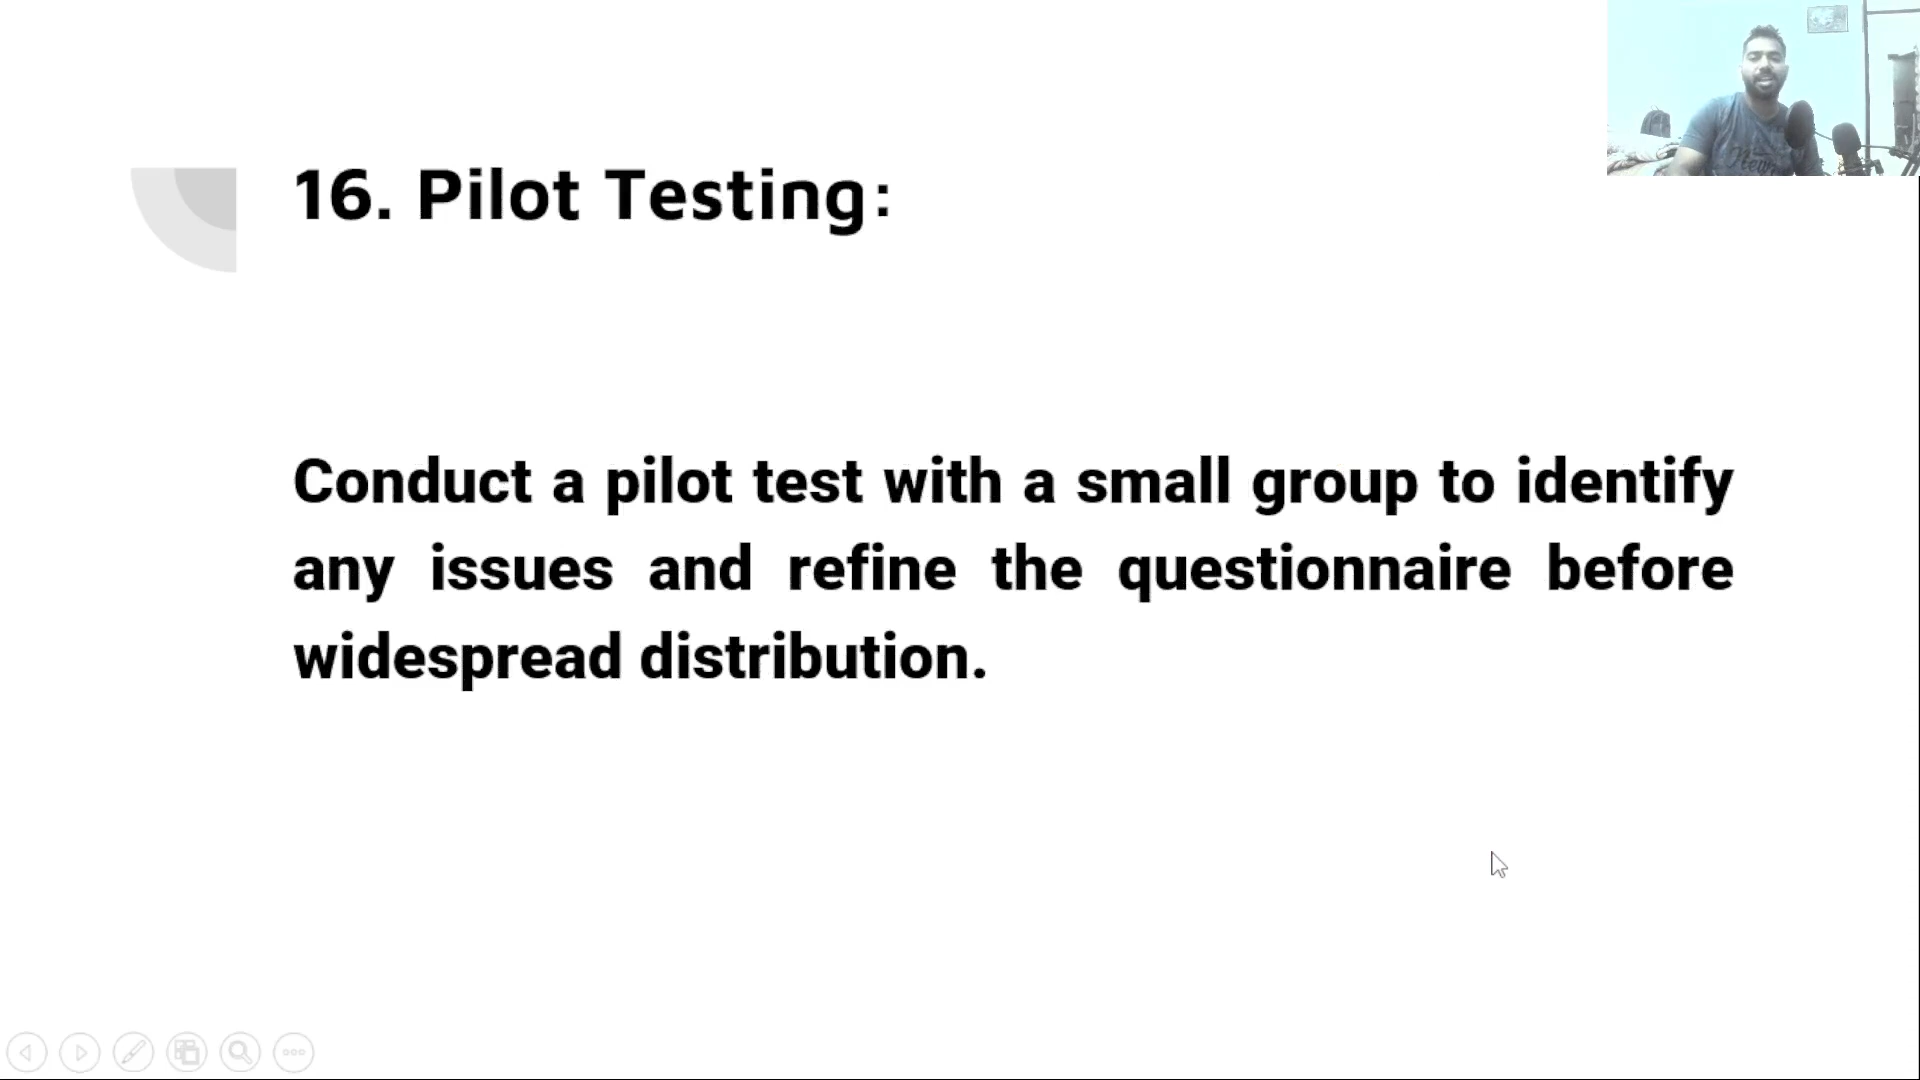 16. Pilot Testing:
Conduct a pilot test with a small group to identify
any issues and refine the questionnaire before
widespread distribution.